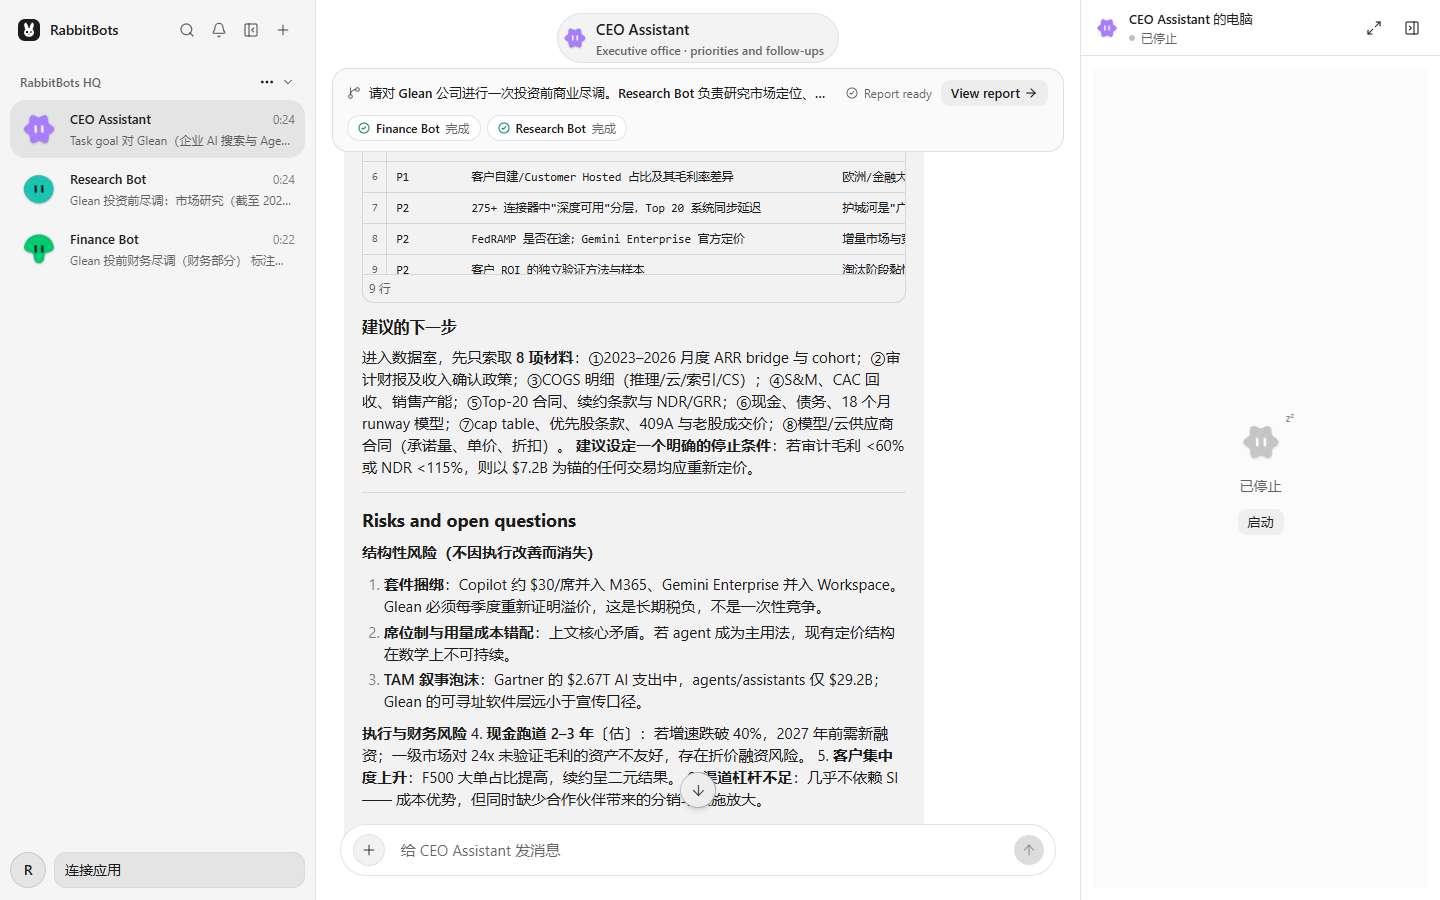 RabbitBots
RabbitBots HQ
CEO Assistant 0:24
Task goal 对 Glean（企业 AI 搜索与 Age...
Research Bot 0:24
Glean 投资前尽调：市场研究（截至 202...
Finance Bot 0:22
Glean 投前财务尽调（财务部分） 标注...
R
连接应用
CEO Assistant
Executive office · priorities and follow-ups
请对 Glean 公司进行一次投资前商业尽调。Research Bot 负责研究市场定位、...
Report ready
View report
Finance Bot 完成
Research Bot 完成
6 P1 客户自建/Customer Hosted 占比及其毛利率差异 欧洲/金融大
7 P2 275+ 连接器中"深度可用"分层，Top 20 系统同步延迟 护城河是"广
8 P2 FedRAMP 是否在途；Gemini Enterprise 官方定价 增量市场与
9 P2 客户 ROI 的独立验证方法与样本 淘汰阶段黏性
9 行
建议的下一步
进入数据室，先只索取 8 项材料：①2023–2026 月度 ARR bridge 与 cohort；②审
计财报及收入确认政策；③COGS 明细（推理/云/索引/CS）；④S&M、CAC 回
收、销售产能；⑤Top-20 合同、续约条款与 NDR/GRR；⑥现金、债务、18 个月
runway 模型；⑦cap table、优先股条款、409A 与老股成交价；⑧模型/云供应商
合同（承诺量、单价、折扣）。 建议设定一个明确的停止条件：若审计毛利 <60%
或 NDR <115%，则以 $7.2B 为锚的任何交易均应重新定价。
Risks and open questions
结构性风险（不因执行改善而消失）
1. 套件捆绑：Copilot 约 $30/席并入 M365、Gemini Enterprise 并入 Workspace。
Glean 必须每季度重新证明溢价，这是长期税负，不是一次性竞争。
2. 席位制与用量成本错配：上文核心矛盾。若 agent 成为主用法，现有定价结构
在数学上不可持续。
3. TAM 叙事泡沫：Gartner 的 $2.67T AI 支出中，agents/assistants 仅 $29.2B；
Glean 的可寻址软件层远小于宣传口径。
执行与财务风险 4. 现金跑道 2–3 年〔估〕：若增速跌破 40%，2027 年前需新融
资；一级市场对 24x 未验证毛利的资产不友好，存在折价融资风险。 5. 客户集中
度上升：F500 大单占比提高，续约呈二元结果。 道杠杆不足：几乎不依赖 SI
—— 成本优势，但同时缺少合作伙伴带来的分销 施放大。
给 CEO Assistant 发消息
CEO Assistant 的电脑
已停止
z z
已停止
启动